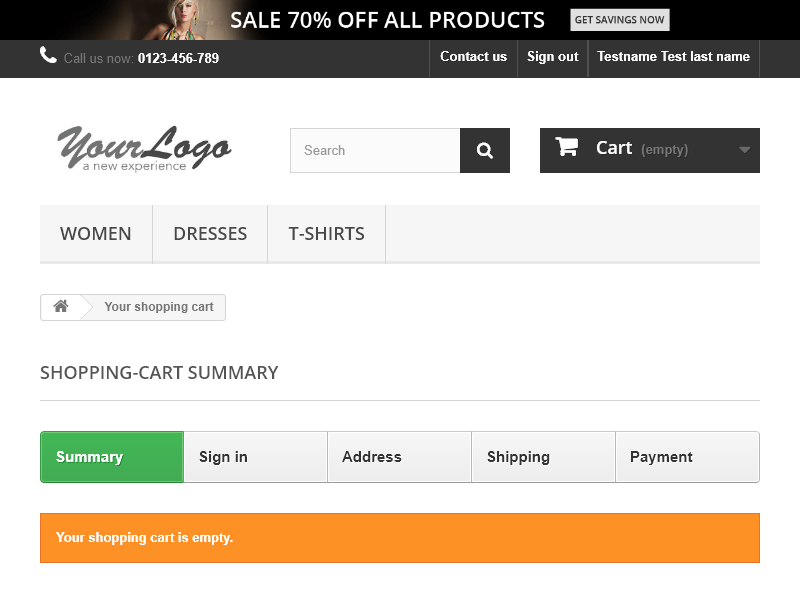 SALE 70% OFF ALL PRODUCTS GET SAVINGS NOW
Call us now: 0123-456-789 Contact us Sign out Testname Test last name
YourLogo
a new experience
Search
Cart (empty)
WOMEN DRESSES T-SHIRTS
Your shopping cart
SHOPPING-CART SUMMARY
Summary Sign in Address Shipping Payment
Your shopping cart is empty.